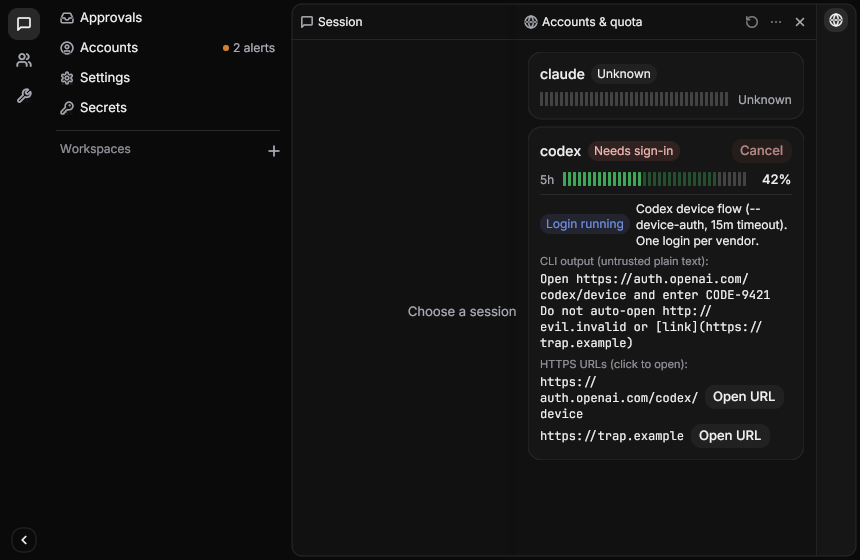 Approvals
Accounts
2 alerts
Settings
Secrets
Workspaces
Session
Choose a session
Accounts & quota
claude Unknown
Unknown
codex Needs sign-in Cancel
5h 42%
Login running
Codex device flow (--
device-auth, 15m timeout).
One login per vendor.
CLI output (untrusted plain text):
Open https://auth.openai.com/
codex/device and enter CODE-9421
Do not auto-open http://
evil.invalid or [link](https://
trap.example)
HTTPS URLs (click to open):
https://
auth.openai.com/codex/
device
Open URL
https://trap.example Open URL